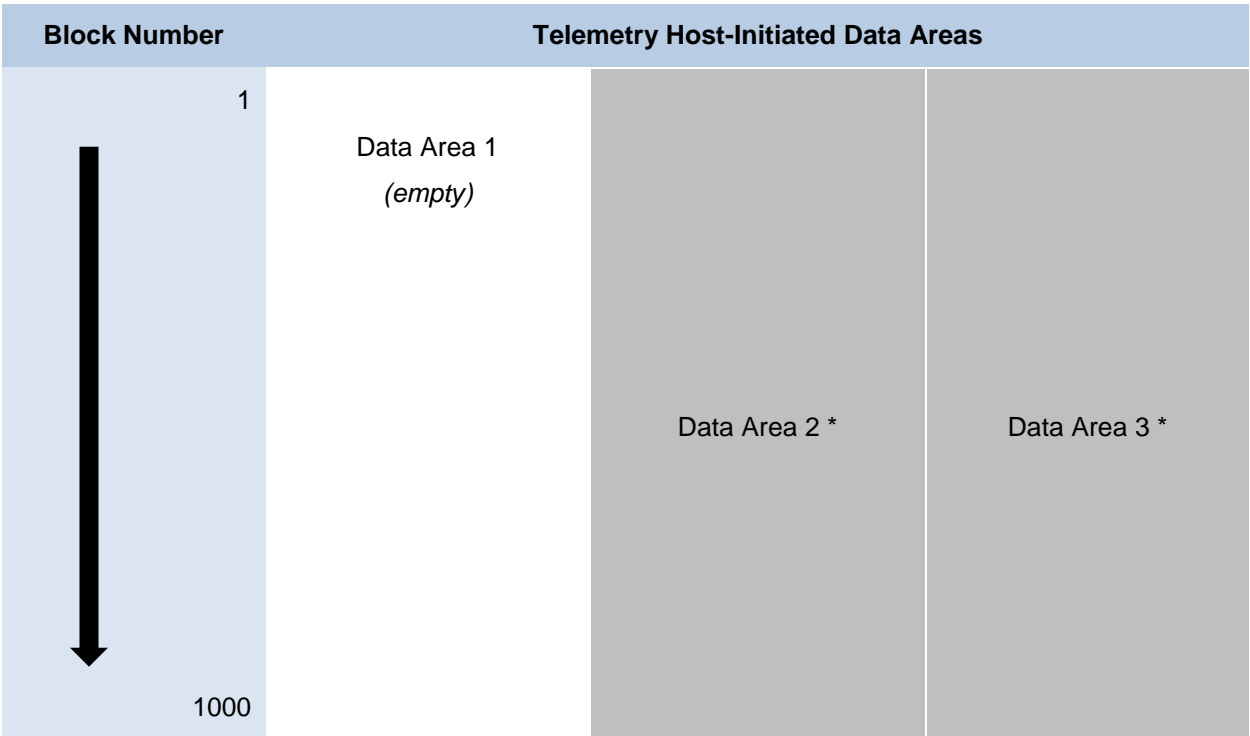 Block Number
Telemetry Host-Initiated Data Areas
1
Data Area 1
(empty)
Data Area 2 *
Data Area 3 *
1000